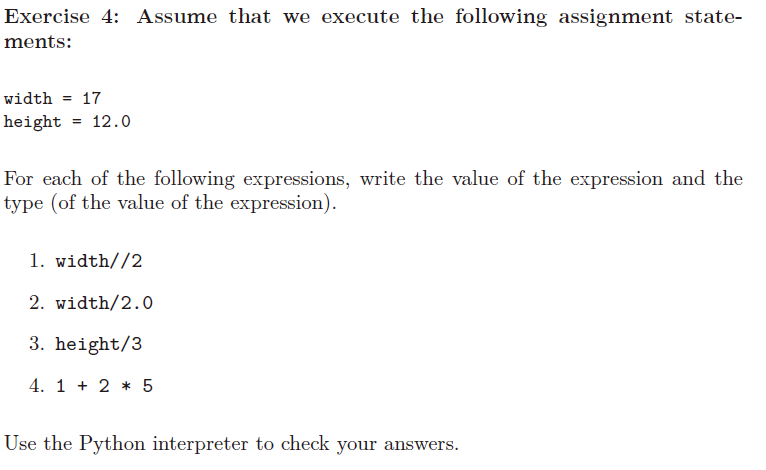 Exercise 4: Assume that we execute the following assignment state-
ments:
width = 17
height = 12.0
For each of the following expressions, write the value of the expression and the
type (of the value of the expression).
1. width//2
2. width/2.0
3. height/3
4. 1 + 2 * 5
Use the Python interpreter to check your answers.